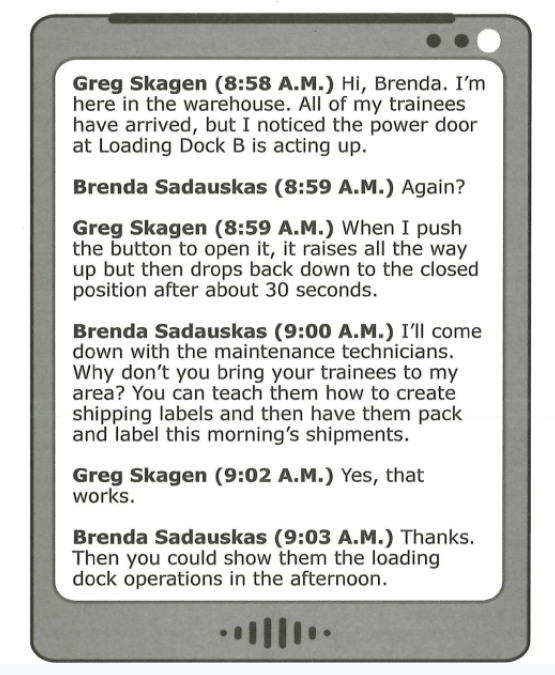 Greg Skagen (8:58 A.M.) Hi, Brenda. I'm
here in the warehouse. All of my trainees
have arrived, but I noticed the power door
at Loading Dock B is acting up.
Brenda Sadauskas (8:59 A.M.) Again?
Greg Skagen (8:59 A.M.) When I push
the button to open it, it raises all the way
up but then drops back down to the closed
position after about 30 seconds.
Brenda Sadauskas (9:00 A.M.) I'll come
down with the maintenance technicians.
Why don't you bring your trainees to my
area? You can teach them how to create
shipping labels and then have them pack
and label this morning's shipments.
Greg Skagen (9:02 A.M.) Yes, that
works.
Brenda Sadauskas (9:03 A.M.) Thanks.
Then you could show them the loading
dock operations in the afternoon.